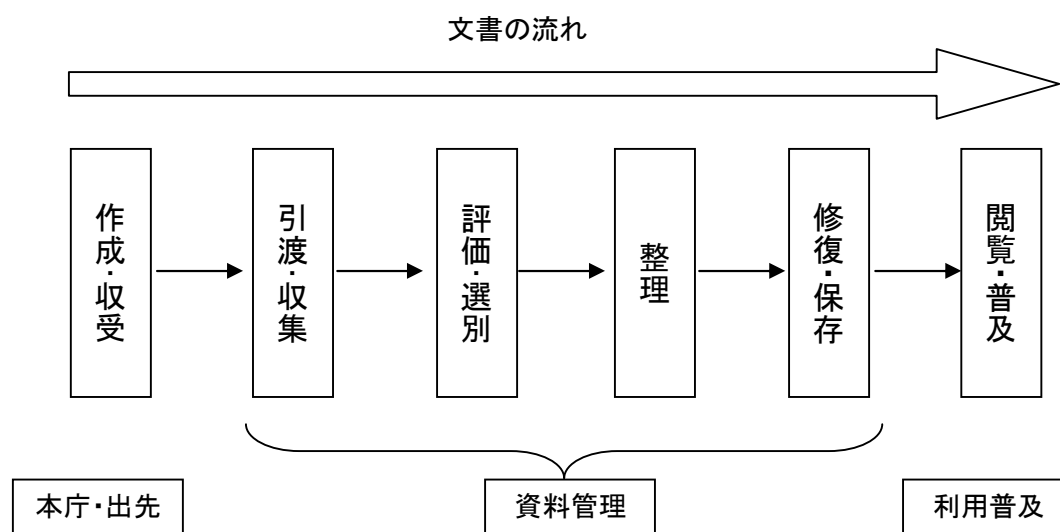 文書の流れ
作成・収受
引渡・収集
評価・選別
整理
修復・保存
閲覧・普及
本庁・出先
資料管理
利用普及